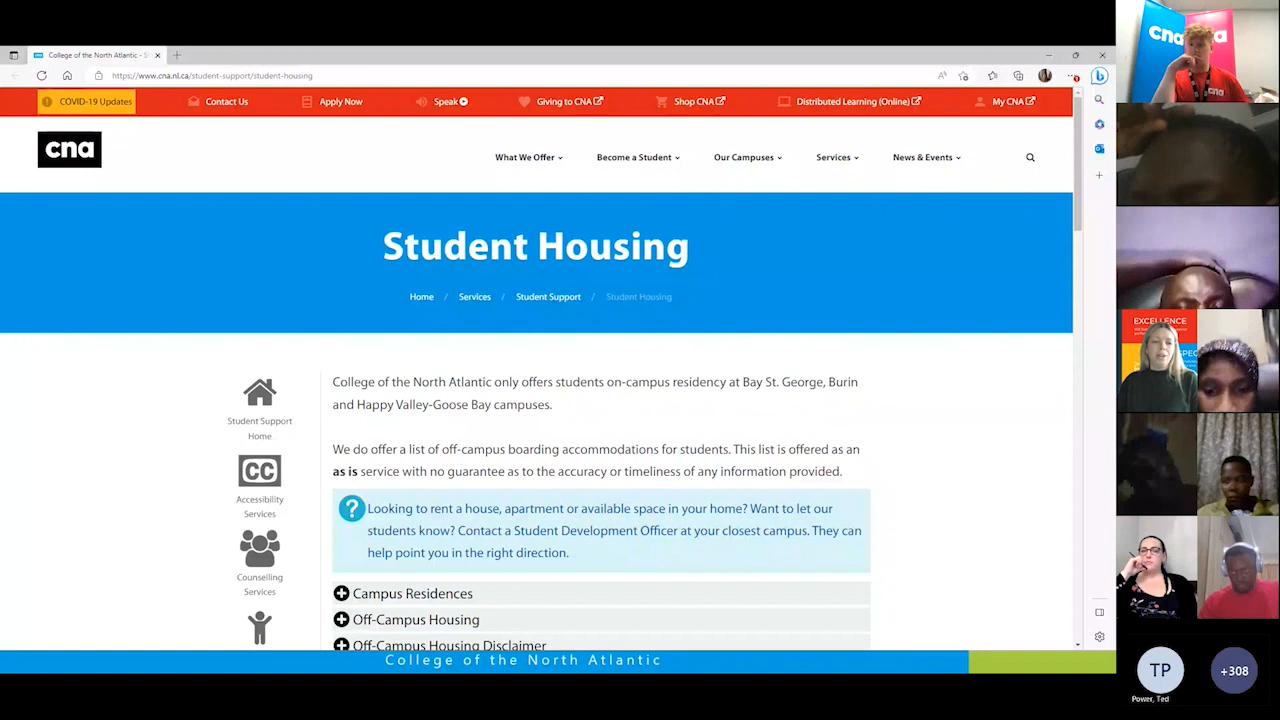 College of the North Atlantic - S
https://www.cna.nl.ca/student-support/student-housing
COVID-19 Updates
Contact Us
Apply Now
Speak
Giving to CNA
Shop CNA
Distributed Learning (Online)
My CNA
cna
What We Offer
Become a Student
Our Campuses
Services
News & Events
Student Housing
Home / Services / Student Support / Student Housing
Student Support
Home
CC
Accessibility
Services
Counselling
Services
College of the North Atlantic only offers students on-campus residency at Bay St. George, Burin
and Happy Valley-Goose Bay campuses.
We do offer a list of off-campus boarding accommodations for students. This list is offered as an
as is service with no guarantee as to the accuracy or timeliness of any information provided.
Looking to rent a house, apartment or available space in your home? Want to let our
students know? Contact a Student Development Officer at your closest campus. They can
help point you in the right direction.
Campus Residences
Off-Campus Housing
Off-Campus Housing Disclaimer
College of the North Atlantic
cna
cna
EXCELLENCE
TP
Power, Ted
+308